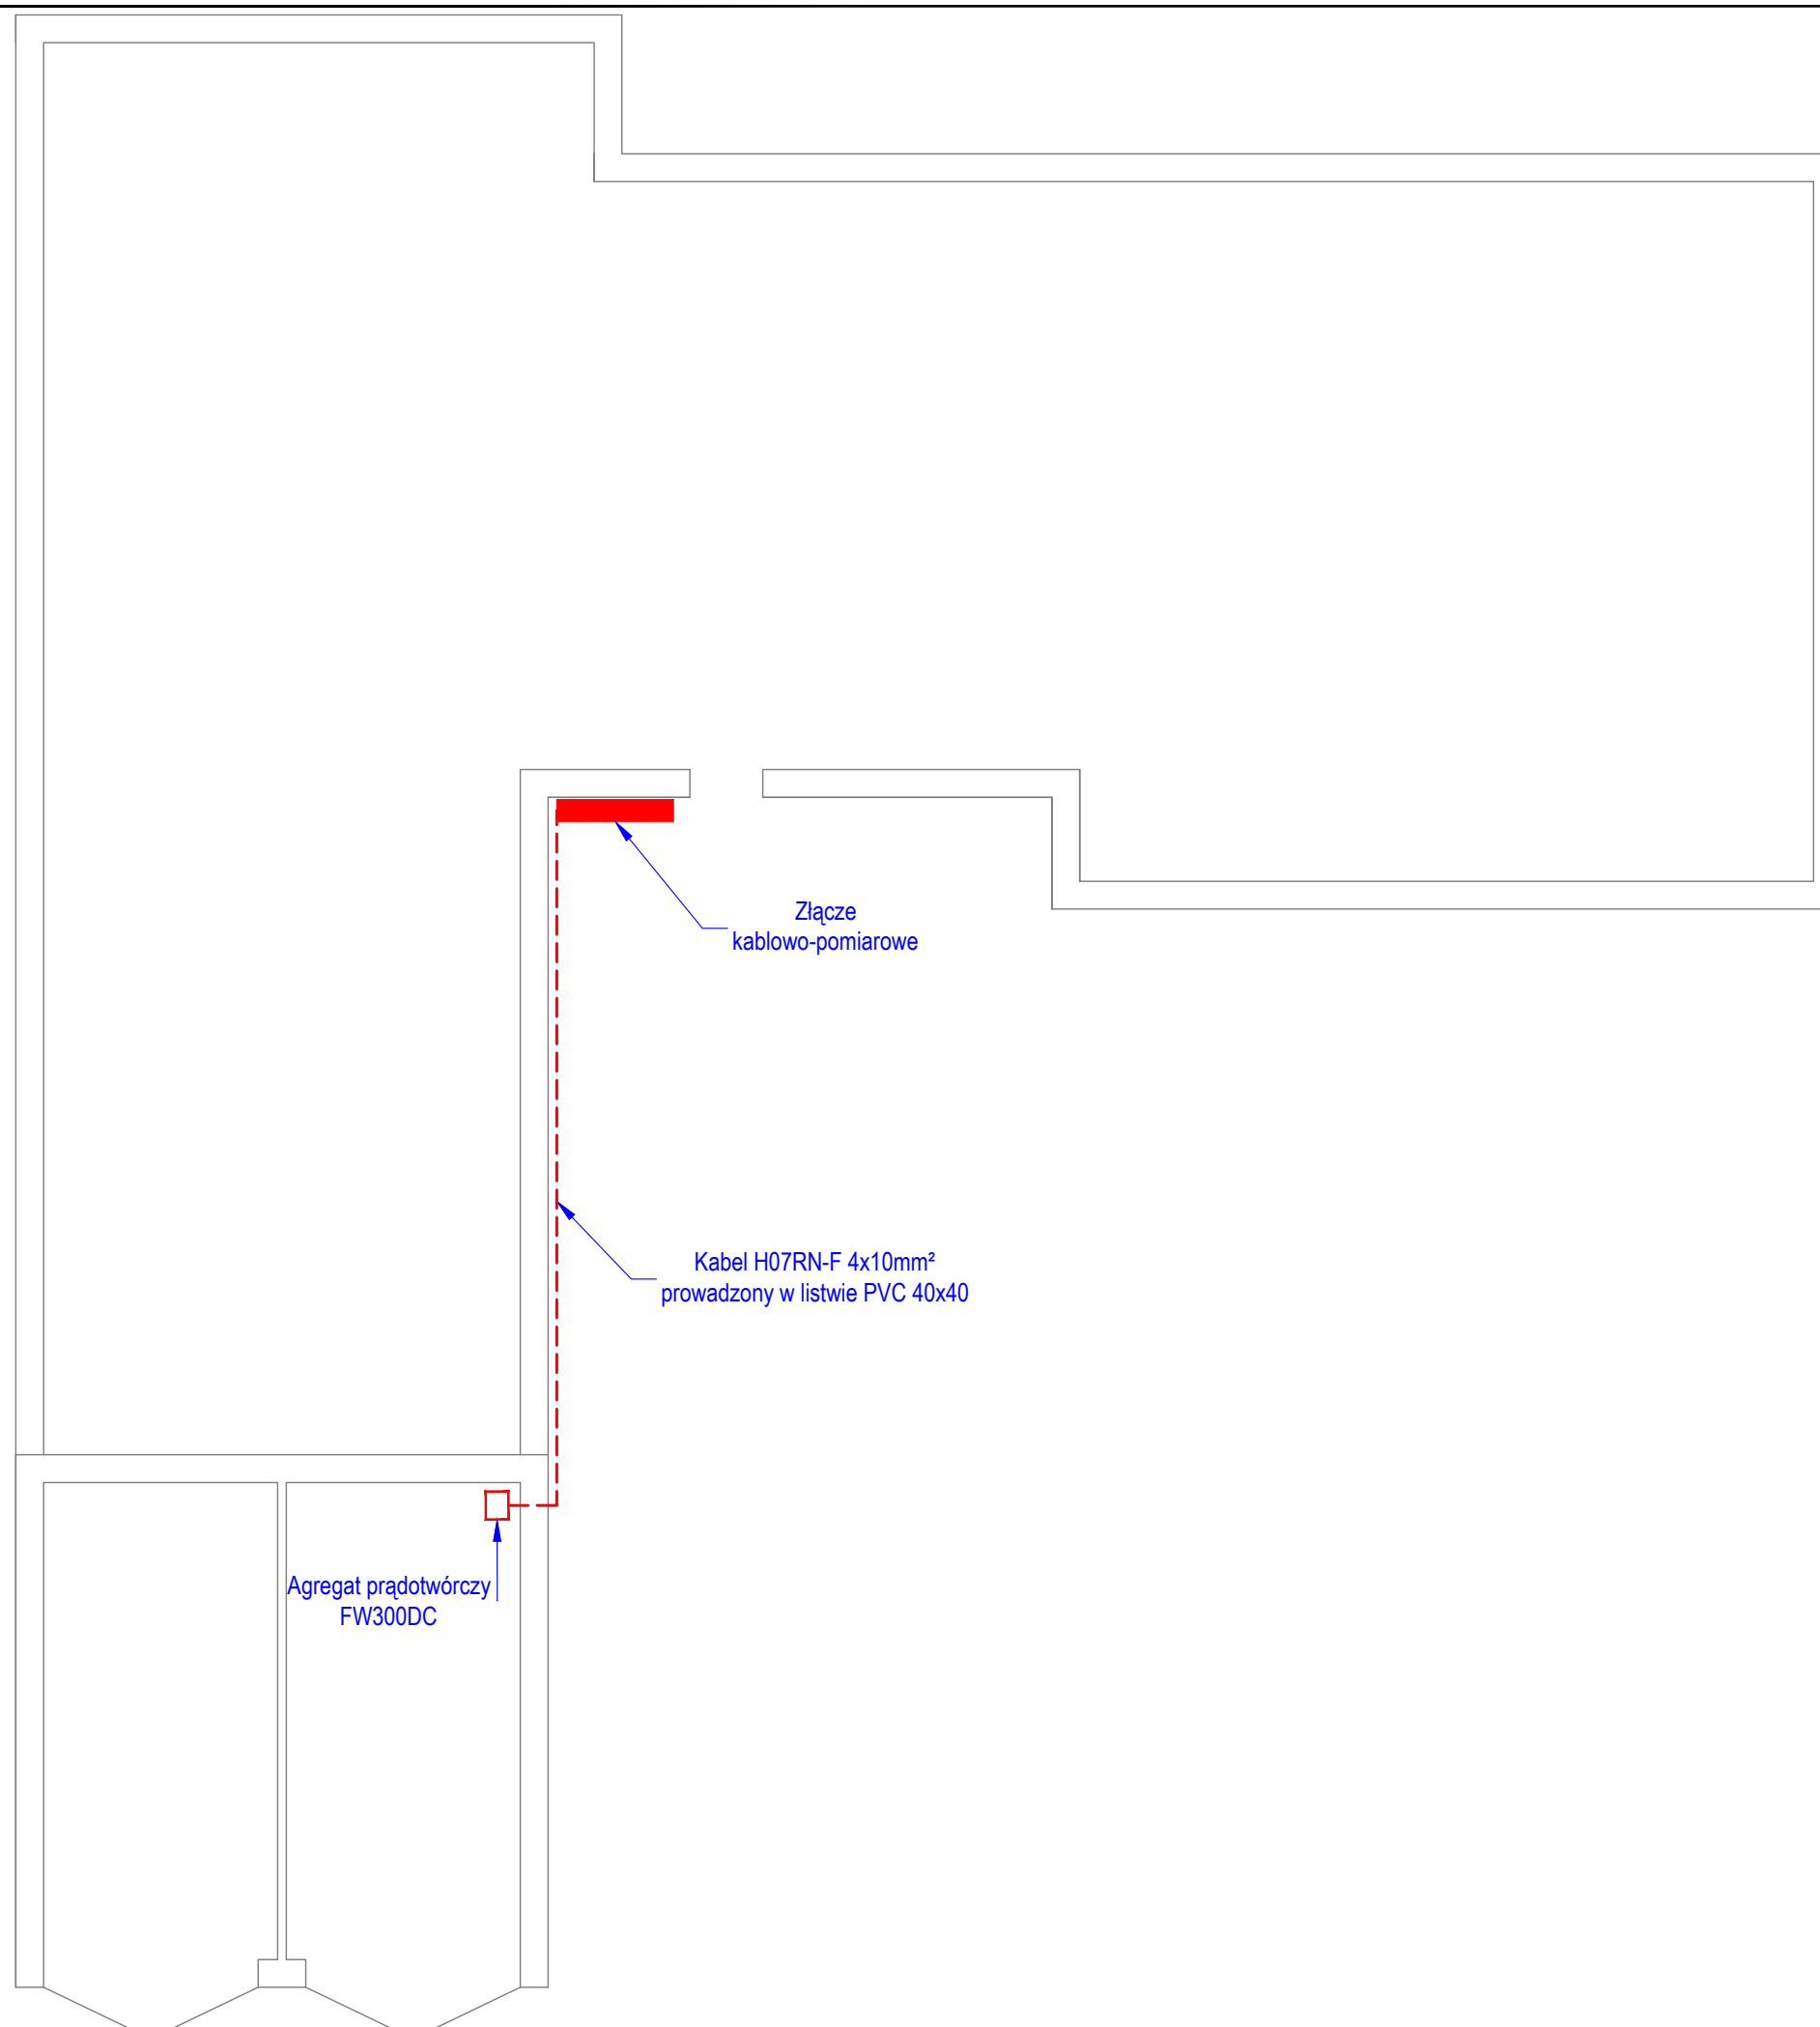 Złącze
kablowo-pomiarowe
Kabel H07RN-F 4x10mm²
prowadzony w listwie PVC 40x40
Agregat prądotwórczy
FW300DC